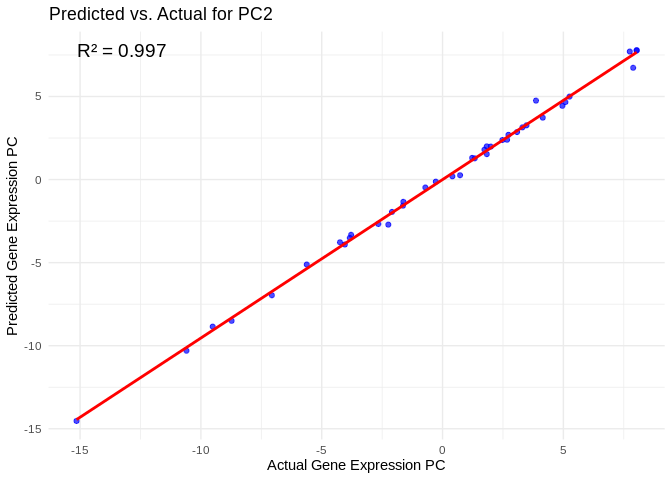 Predicted vs. Actual for PC2
R² = 0.997
Predicted Gene Expression PC
5
0
-5
-10
-15
-15 -10 -5 0 5
Actual Gene Expression PC